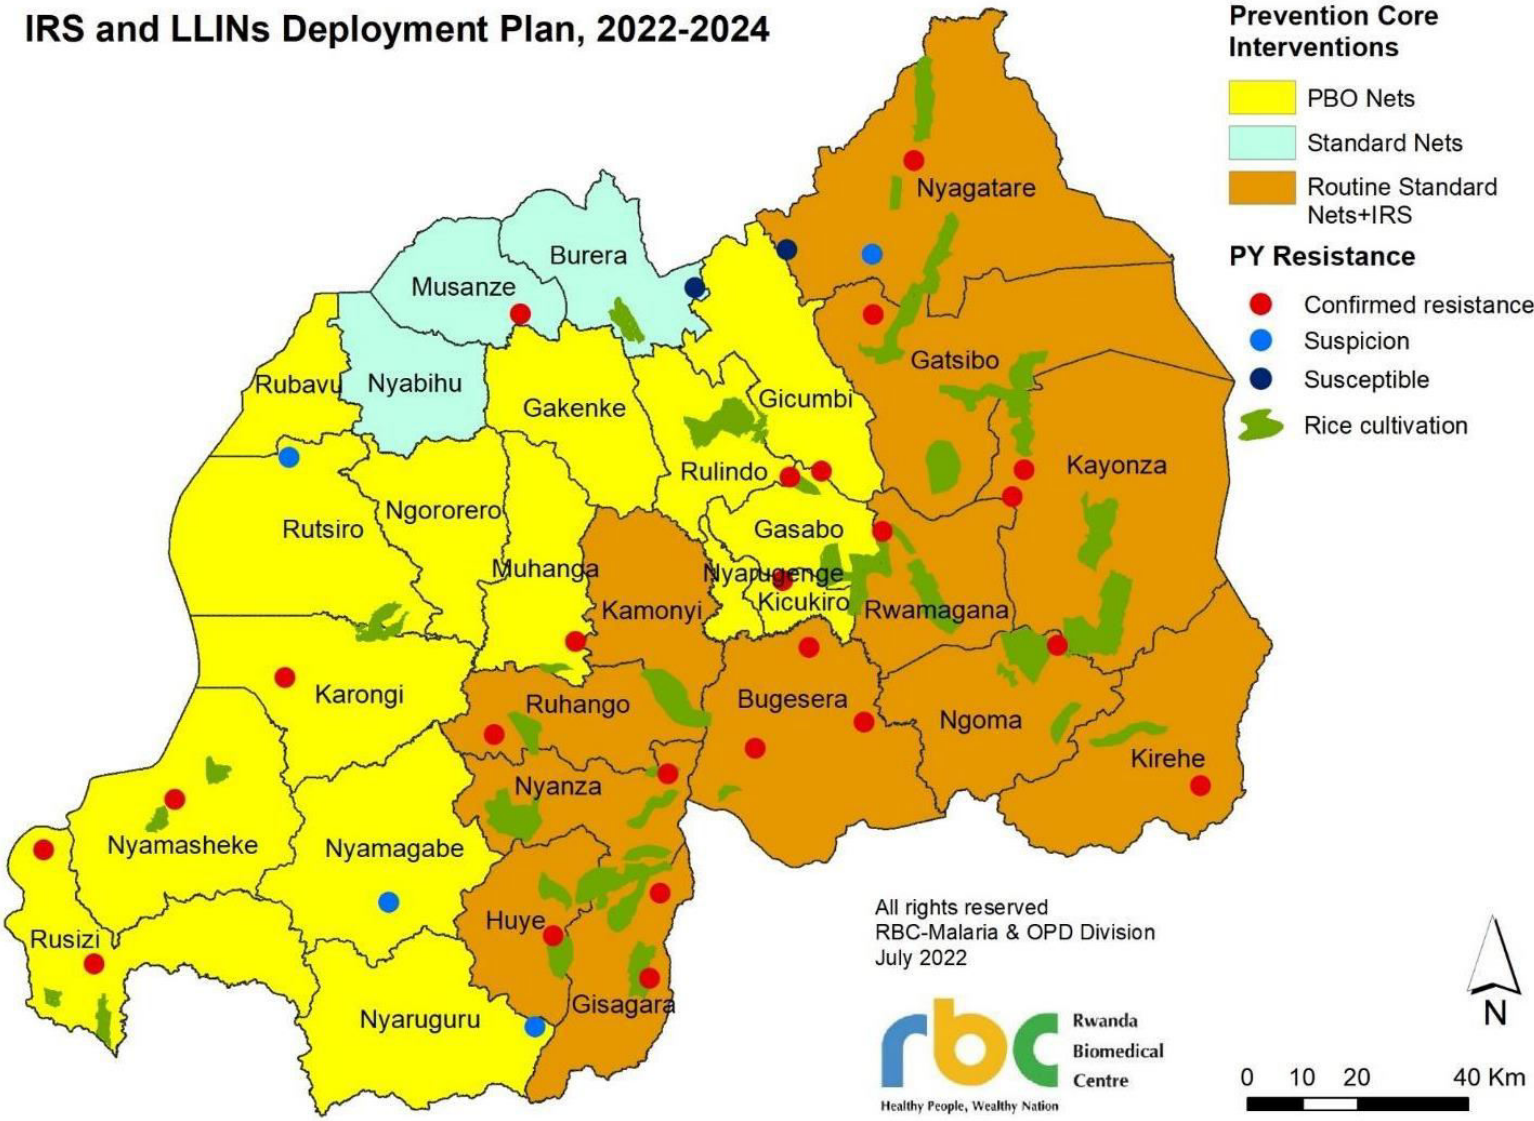 IRS and LLINs Deployment Plan, 2022-2024
Prevention Core
Interventions
PBO Nets
Standard Nets
Routine Standard
Nets+IRS
PY Resistance
Confirmed resistance
Suspicion
Susceptible
Rice cultivation
Nyagatare
Burera
Musanze
Gatsibo
Rubavu
Nyabihu
Gakenke
Gicumbi
Rulindo
Kayonza
Ngororero
Rutsiro
Gasabo
Muhanga
Nyarugenge
Kicukiro
Kamonyi
Rwamagana
Karongi
Ruhango
Bugesera
Ngoma
Kirehe
Nyanza
Nyamasheke
Nyamagabe
Huye
Rusizi
Gisagara
Nyaruguru
All rights reserved
RBC-Malaria & OPD Division
July 2022
rbc
Rwanda
Biomedical
Centre
Healthy People, Wealthy Nation
N
0 10 20 40 Km